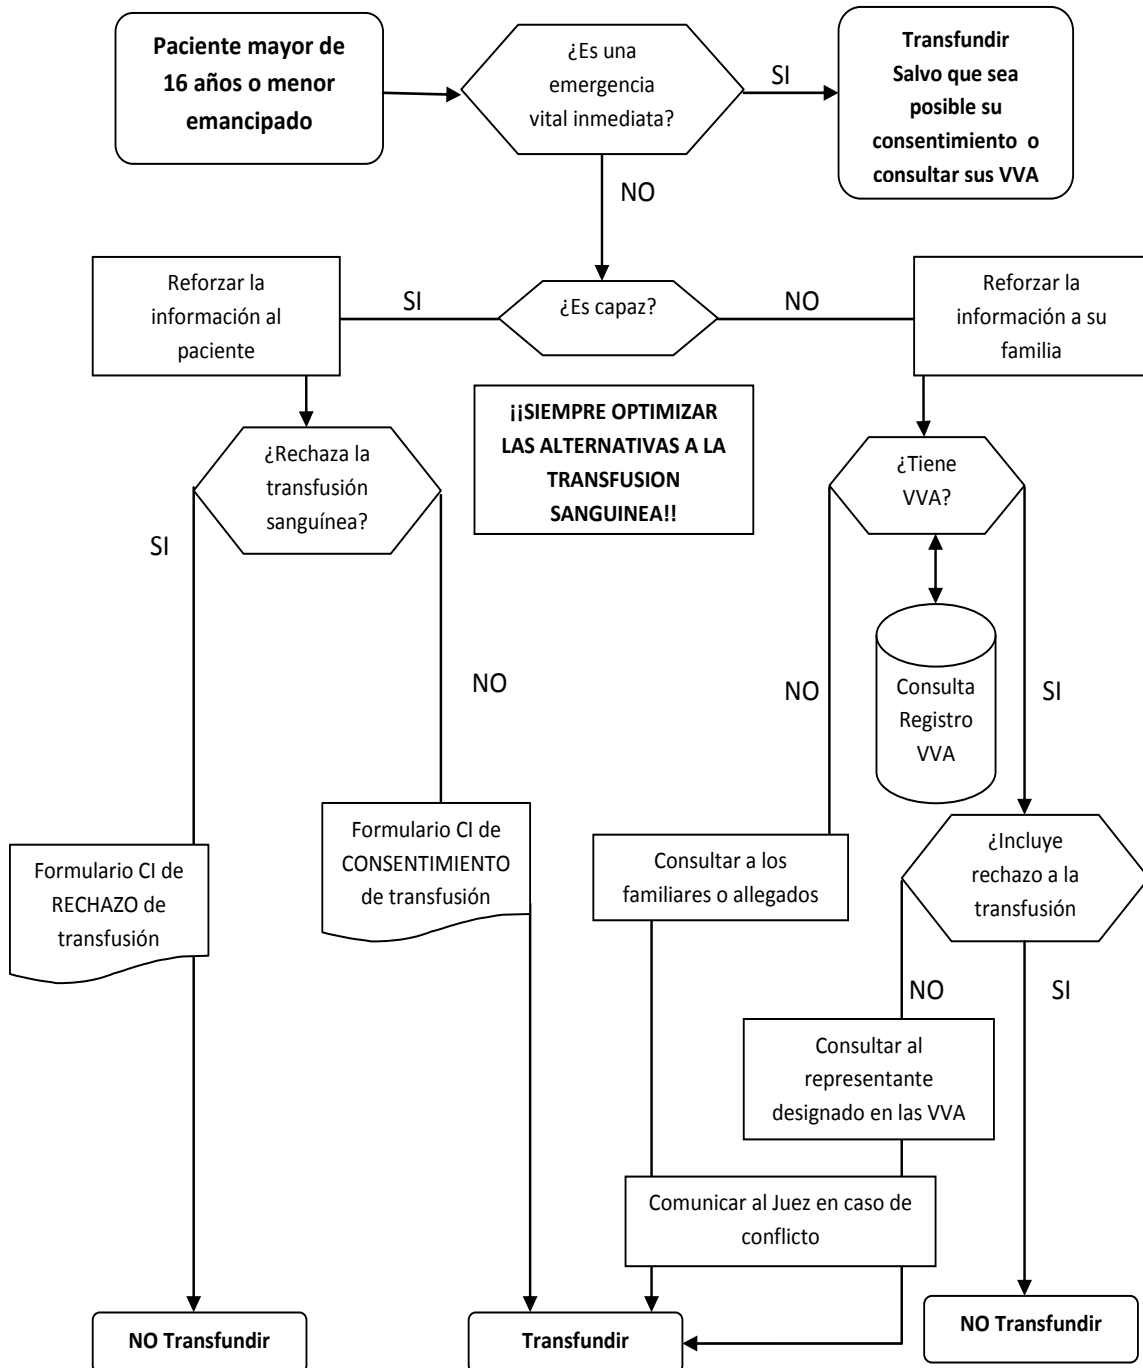 Paciente mayor de
16 años o menor
emancipado
¿Es una
emergencia
vital inmediata?
SI
Transfundir
Salvo que sea
posible su
consentimiento o
consultar sus VVA
NO
Reforzar la
información al
paciente
SI
¿Es capaz?
NO
Reforzar la
información a su
familia
¡¡SIEMPRE OPTIMIZAR
LAS ALTERNATIVAS A LA
TRANSFUSION
SANGUINEA!!
¿Rechaza la
transfusión
sanguínea?
¿Tiene
VVA?
SI
NO
NO
Consulta
Registro
VVA
SI
Formulario CI de
RECHAZO de
transfusión
Formulario CI de
CONSENTIMIENTO
de transfusión
Consultar a los
familiares o allegados
¿Incluye
rechazo a la
transfusión
NO
SI
Consultar al
representante
designado en las VVA
Comunicar al Juez en caso de
conflicto
NO Transfundir
Transfundir
NO Transfundir